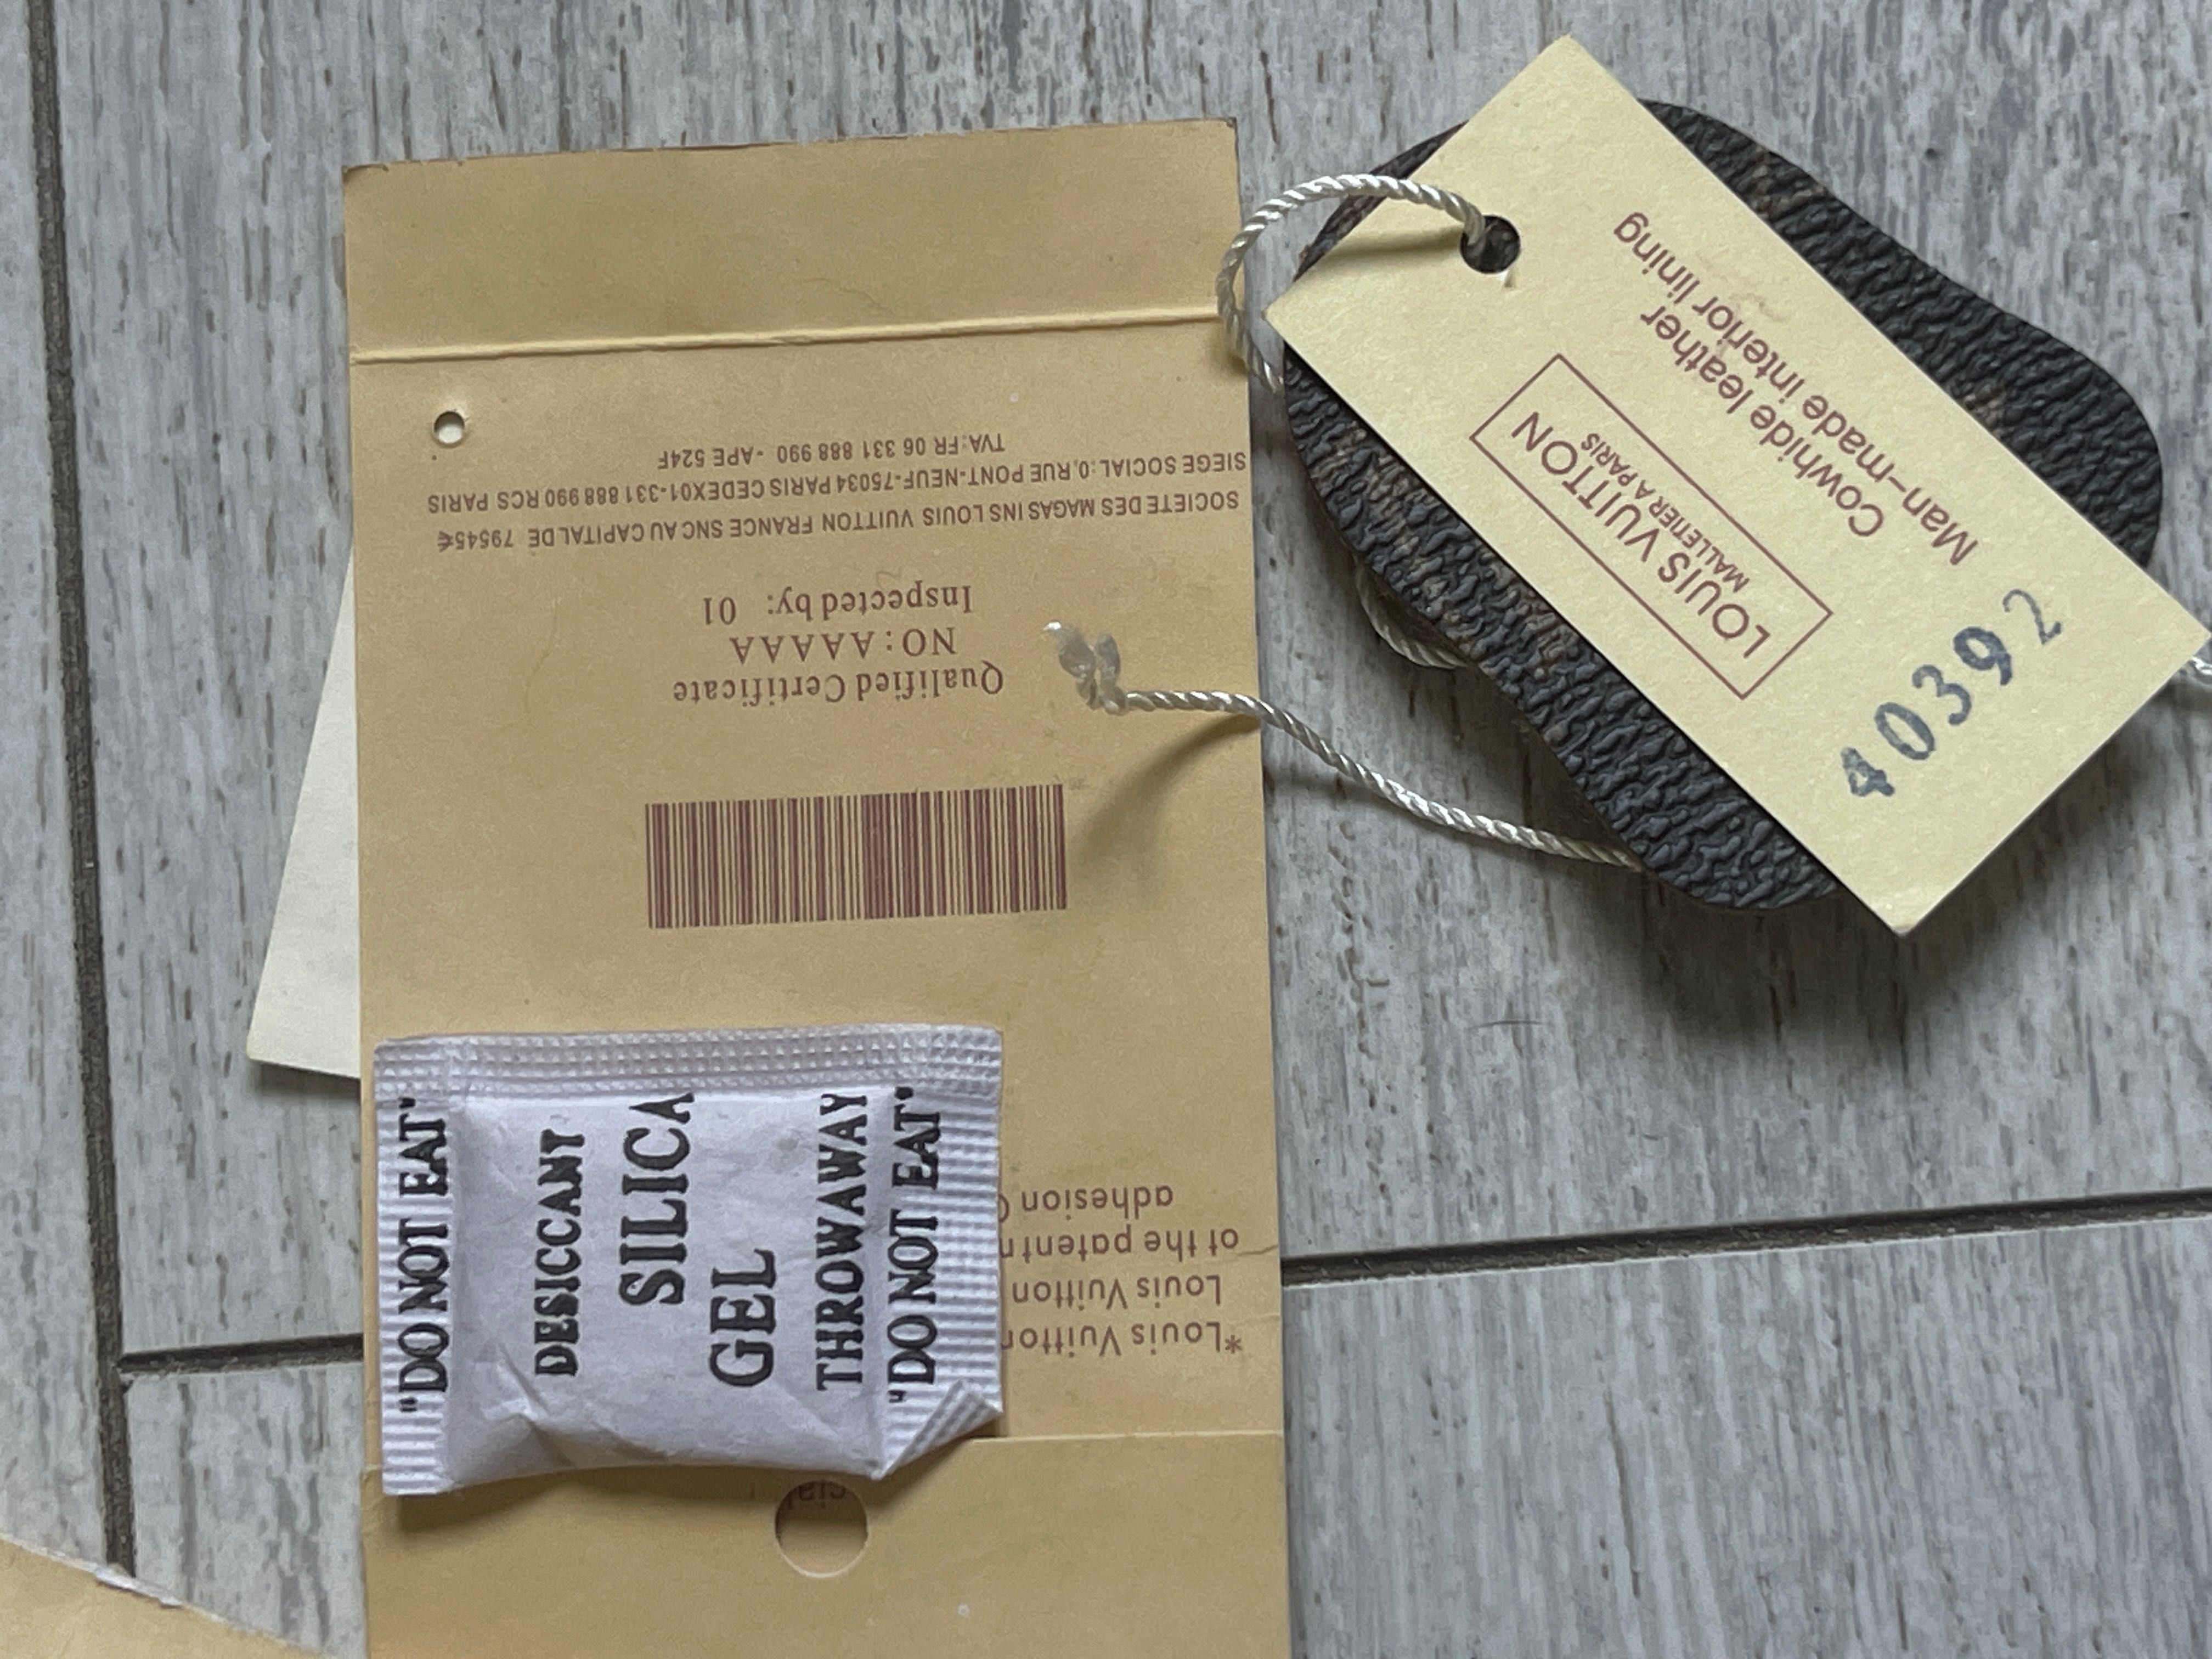 TVA:FR 06 331 888 990 - APE 524F
SIEGE SOCIAL:0,RUE PONT-NEUF-75034 PARIS CEDEX01-331 888 990 RCS PARIS
SOCIETE DES MAGAS INS LOUIS VUITTON FRANCE SNC AU CAPITAL DE 79545€
Inspected by: 01
NO:AAAAA
Qualified Certificate
"DO NOT EAT"
DESICCANT
SILICA
GEL
THROWAWAY
"DO NOT EAT"
*Louis Vuitton
Louis Vuitton
of the patent
adhesion
Cowhide leather
Man-made interior lining
LOUIS VUITTON
MALLETIER A PARIS
40392